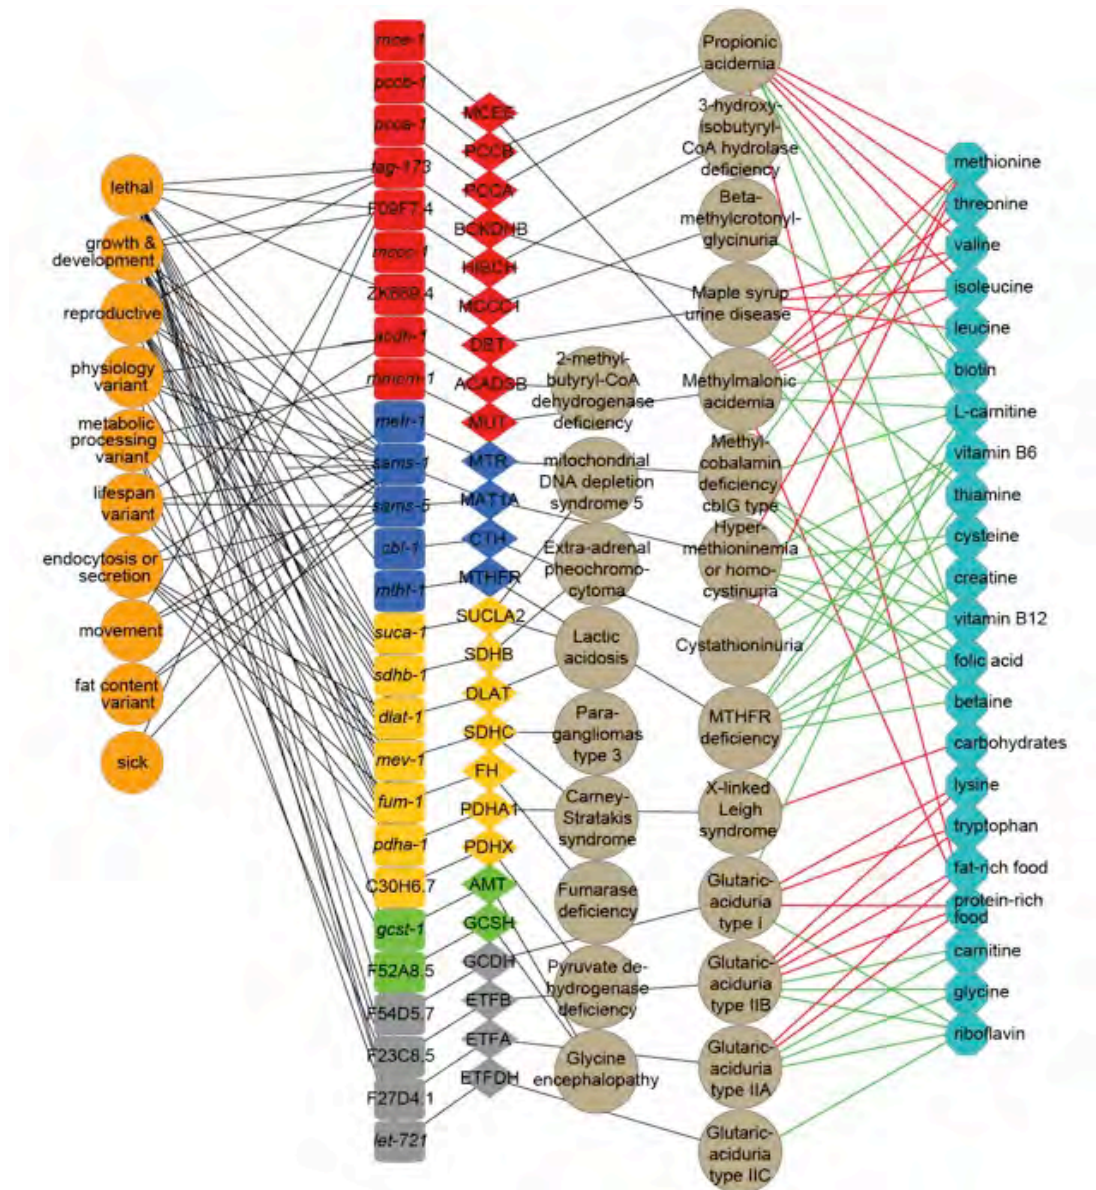 lethal
growth &
development
reproductive
physiology
variant
metabolic
processing
variant
lifespan
variant
endocytosis or
secretion
movement
fat content
variant
sick
mce-1
pccb-1
pcca-1
tag-173
F09F7.4
mccc-1
ZK669.4
acdh-1
mmcm-1
metr-1
sams-1
sams-5
cbl-1
mthf-1
suca-1
sdhb-1
dlat-1
mev-1
fum-1
pdha-1
C30H6.7
gcst-1
F52A8.5
F54D5.7
F23C8.5
F27D4.1
let-721
MCEE
PCCB
PCCA
BCKDHB
HIBCH
MCCC1
DBT
ACADSB
MUT
MTR
MAT1A
CTH
MTHFR
SUCLA2
SDHB
DLAT
SDHC
FH
PDHA1
PDHX
AMT
GCSH
GCDH
ETFB
ETFA
ETFDH
2-methyl-
butyryl-CoA
dehydrogenase
deficiency
mitochondrial
DNA depletion
syndrome 5
Extra-adrenal
pheochromo-
cytoma
Lactic
acidosis
Para-
gangliomas
type 3
Carney-
Stratakis
syndrome
Fumarase
deficiency
Pyruvate de-
hydrogenase
deficiency
Glycine
encephalopathy
Propionic
acidemia
3-hydroxy-
isobutyryl-
CoA hydrolase
deficiency
Beta-
methylcrotonyl-
glycinuria
Maple syrup
urine disease
Methylmalonic
acidemia
Methyl-
cobalamin
deficiency
cblG type
Hyper-
methioninemia
or homo-
cystinuria
Cystathioninuria
MTHFR
deficiency
X-linked
Leigh
syndrome
Glutaric-
aciduria
type I
Glutaric-
aciduria
type IIB
Glutaric-
aciduria
type IIA
Glutaric-
aciduria
type IIC
methionine
threonine
valine
isoleucine
leucine
biotin
L-carnitine
vitamin B6
thiamine
cysteine
creatine
vitamin B12
folic acid
betaine
carbohydrates
lysine
tryptophan
fat-rich food
protein-rich
food
carnitine
glycine
riboflavin